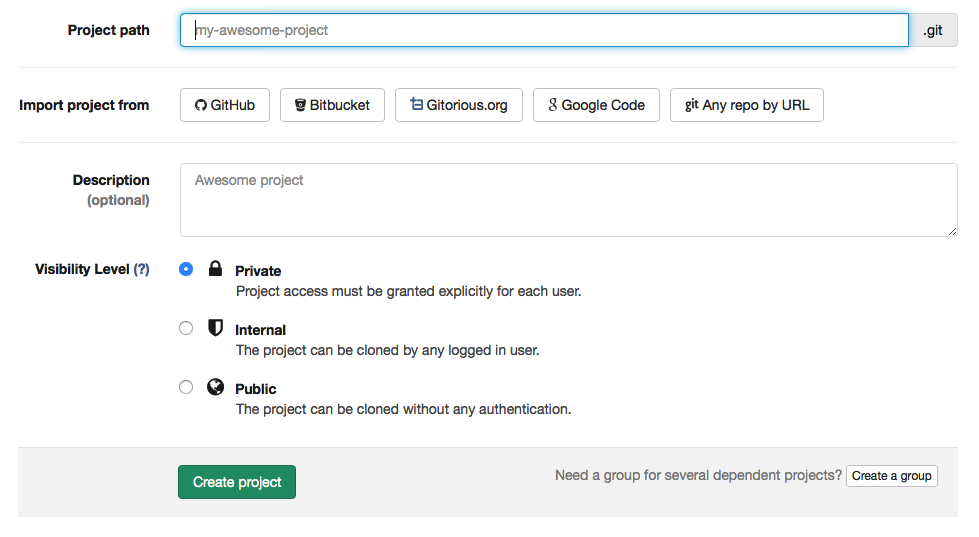 Project path my-awesome-project .git
Import project from GitHub Bitbucket Gitorious.org Google Code git Any repo by URL
Description Awesome project
(optional)
Visibility Level (?) Private
Project access must be granted explicitly for each user.
Internal
The project can be cloned by any logged in user.
Public
The project can be cloned without any authentication.
Create project Need a group for several dependent projects? Create a group